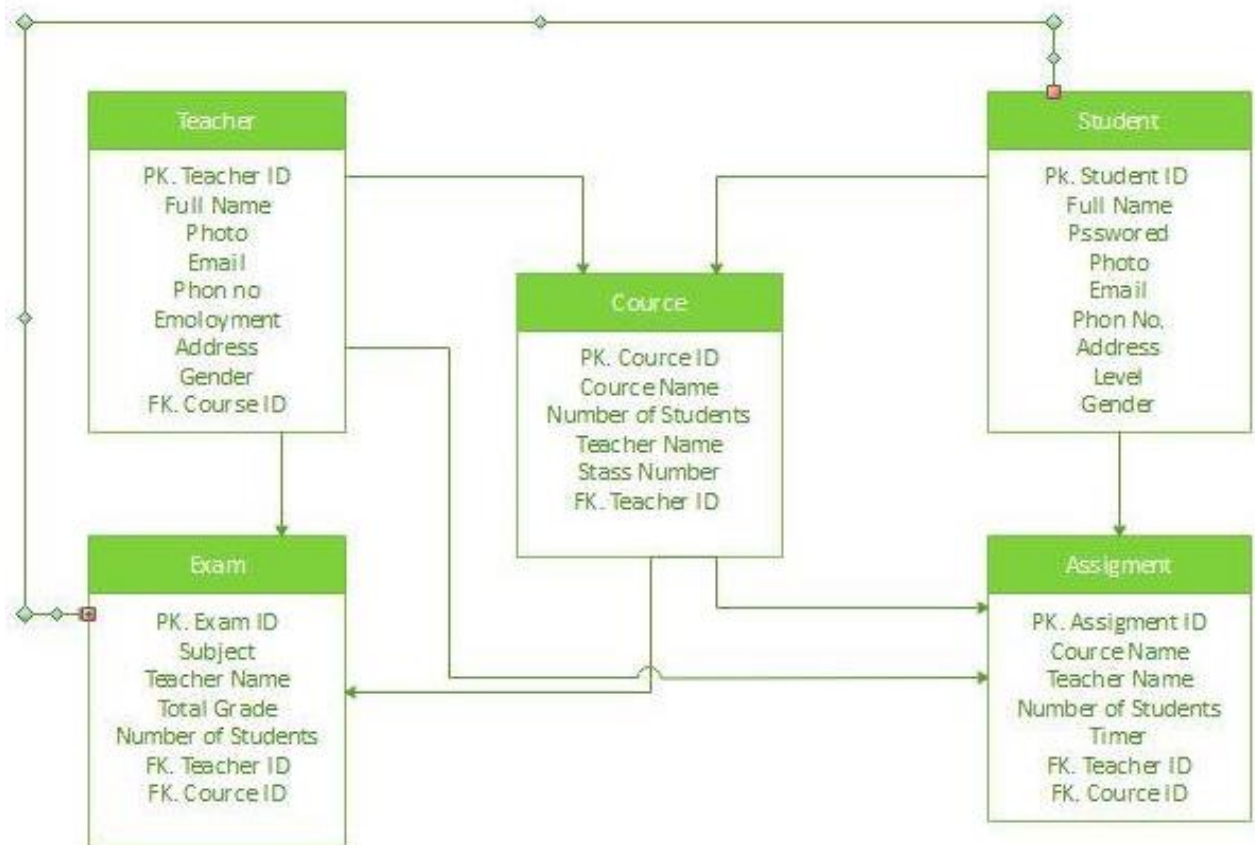 Teacher
PK. Teacher ID
Full Name
Photo
Email
Phon no
Emoloyment
Address
Gender
FK. Course ID
Student
Pk. Student ID
Full Name
Psswored
Photo
Email
Phon No.
Address
Level
Gender
Cource
PK. Cource ID
Cource Name
Number of Students
Teacher Name
Stass Number
FK. Teacher ID
Exam
PK. Exam ID
Subject
Teacher Name
Total Grade
Number of Students
FK. Teacher ID
FK. Cource ID
Assigment
PK. Assigment ID
Cource Name
Teacher Name
Number of Students
Timer
FK. Teacher ID
FK. Cource ID